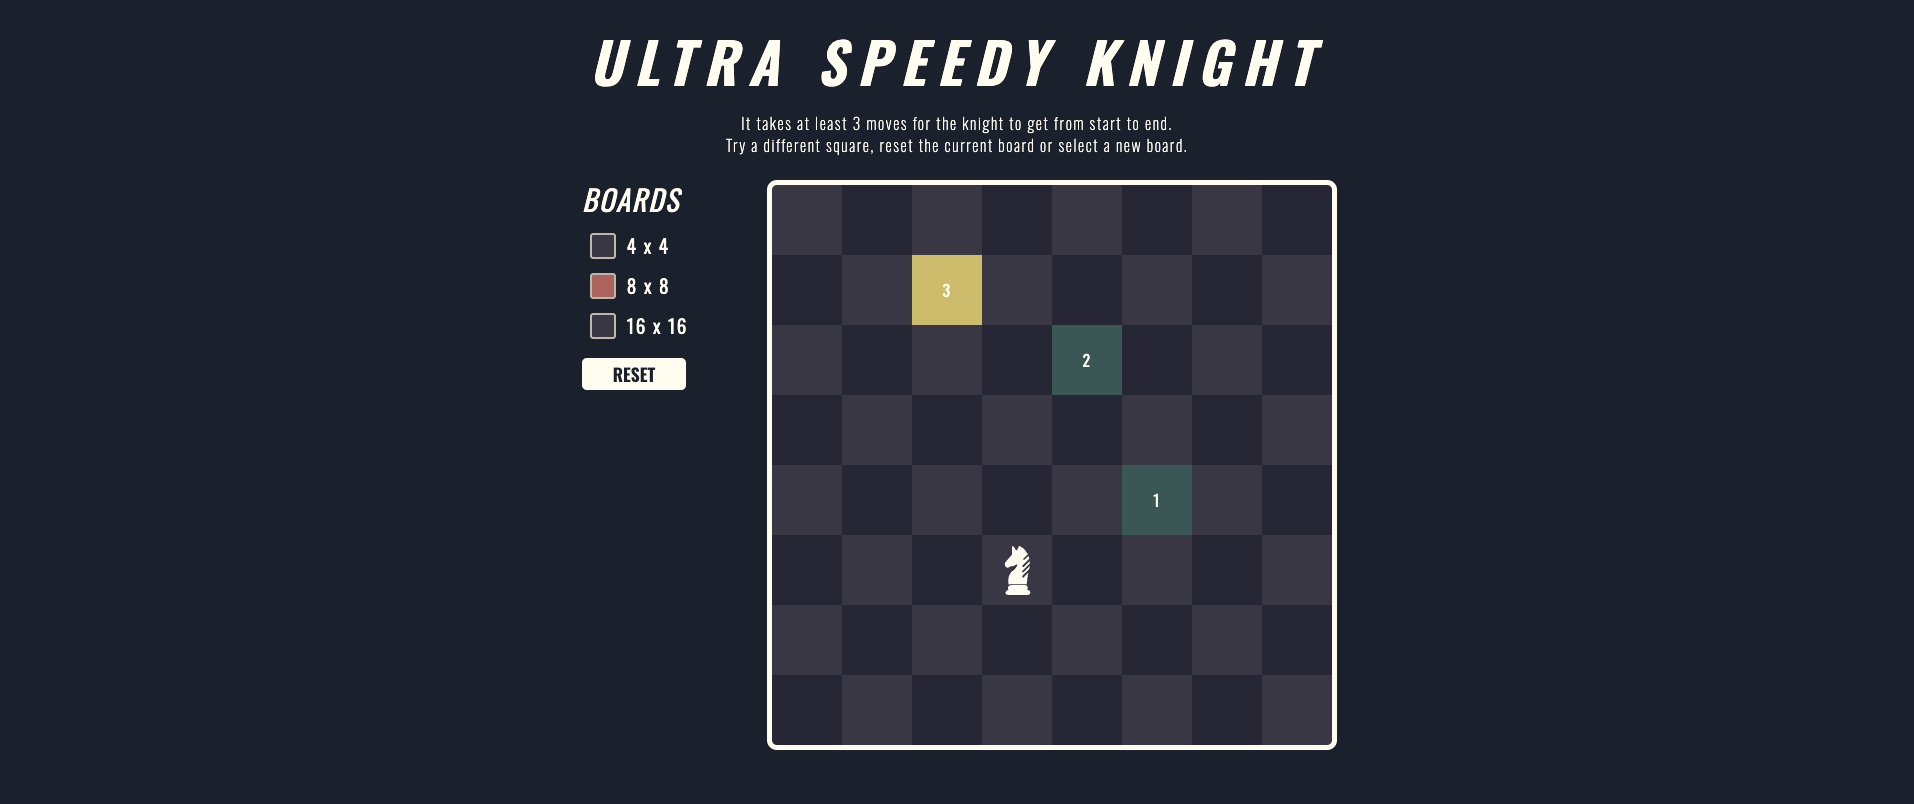 ULTRA SPEEDY KNIGHT
It takes at least 3 moves for the knight to get from start to end.
Try a different square, reset the current board or select a new board.
BOARDS
4 x 4
8 x 8
16 x 16
RESET
3
2
1